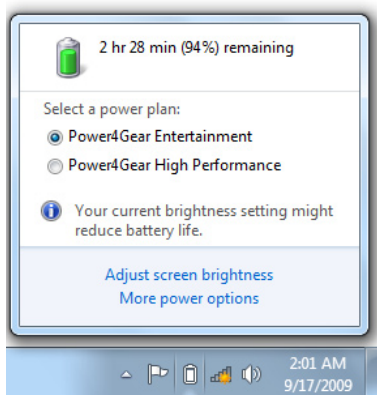 2 hr 28 min (94%) remaining
Select a power plan:
Power4Gear Entertainment
Power4Gear High Performance
Your current brightness setting might
reduce battery life.
Adjust screen brightness
More power options
2:01 AM
9/17/2009